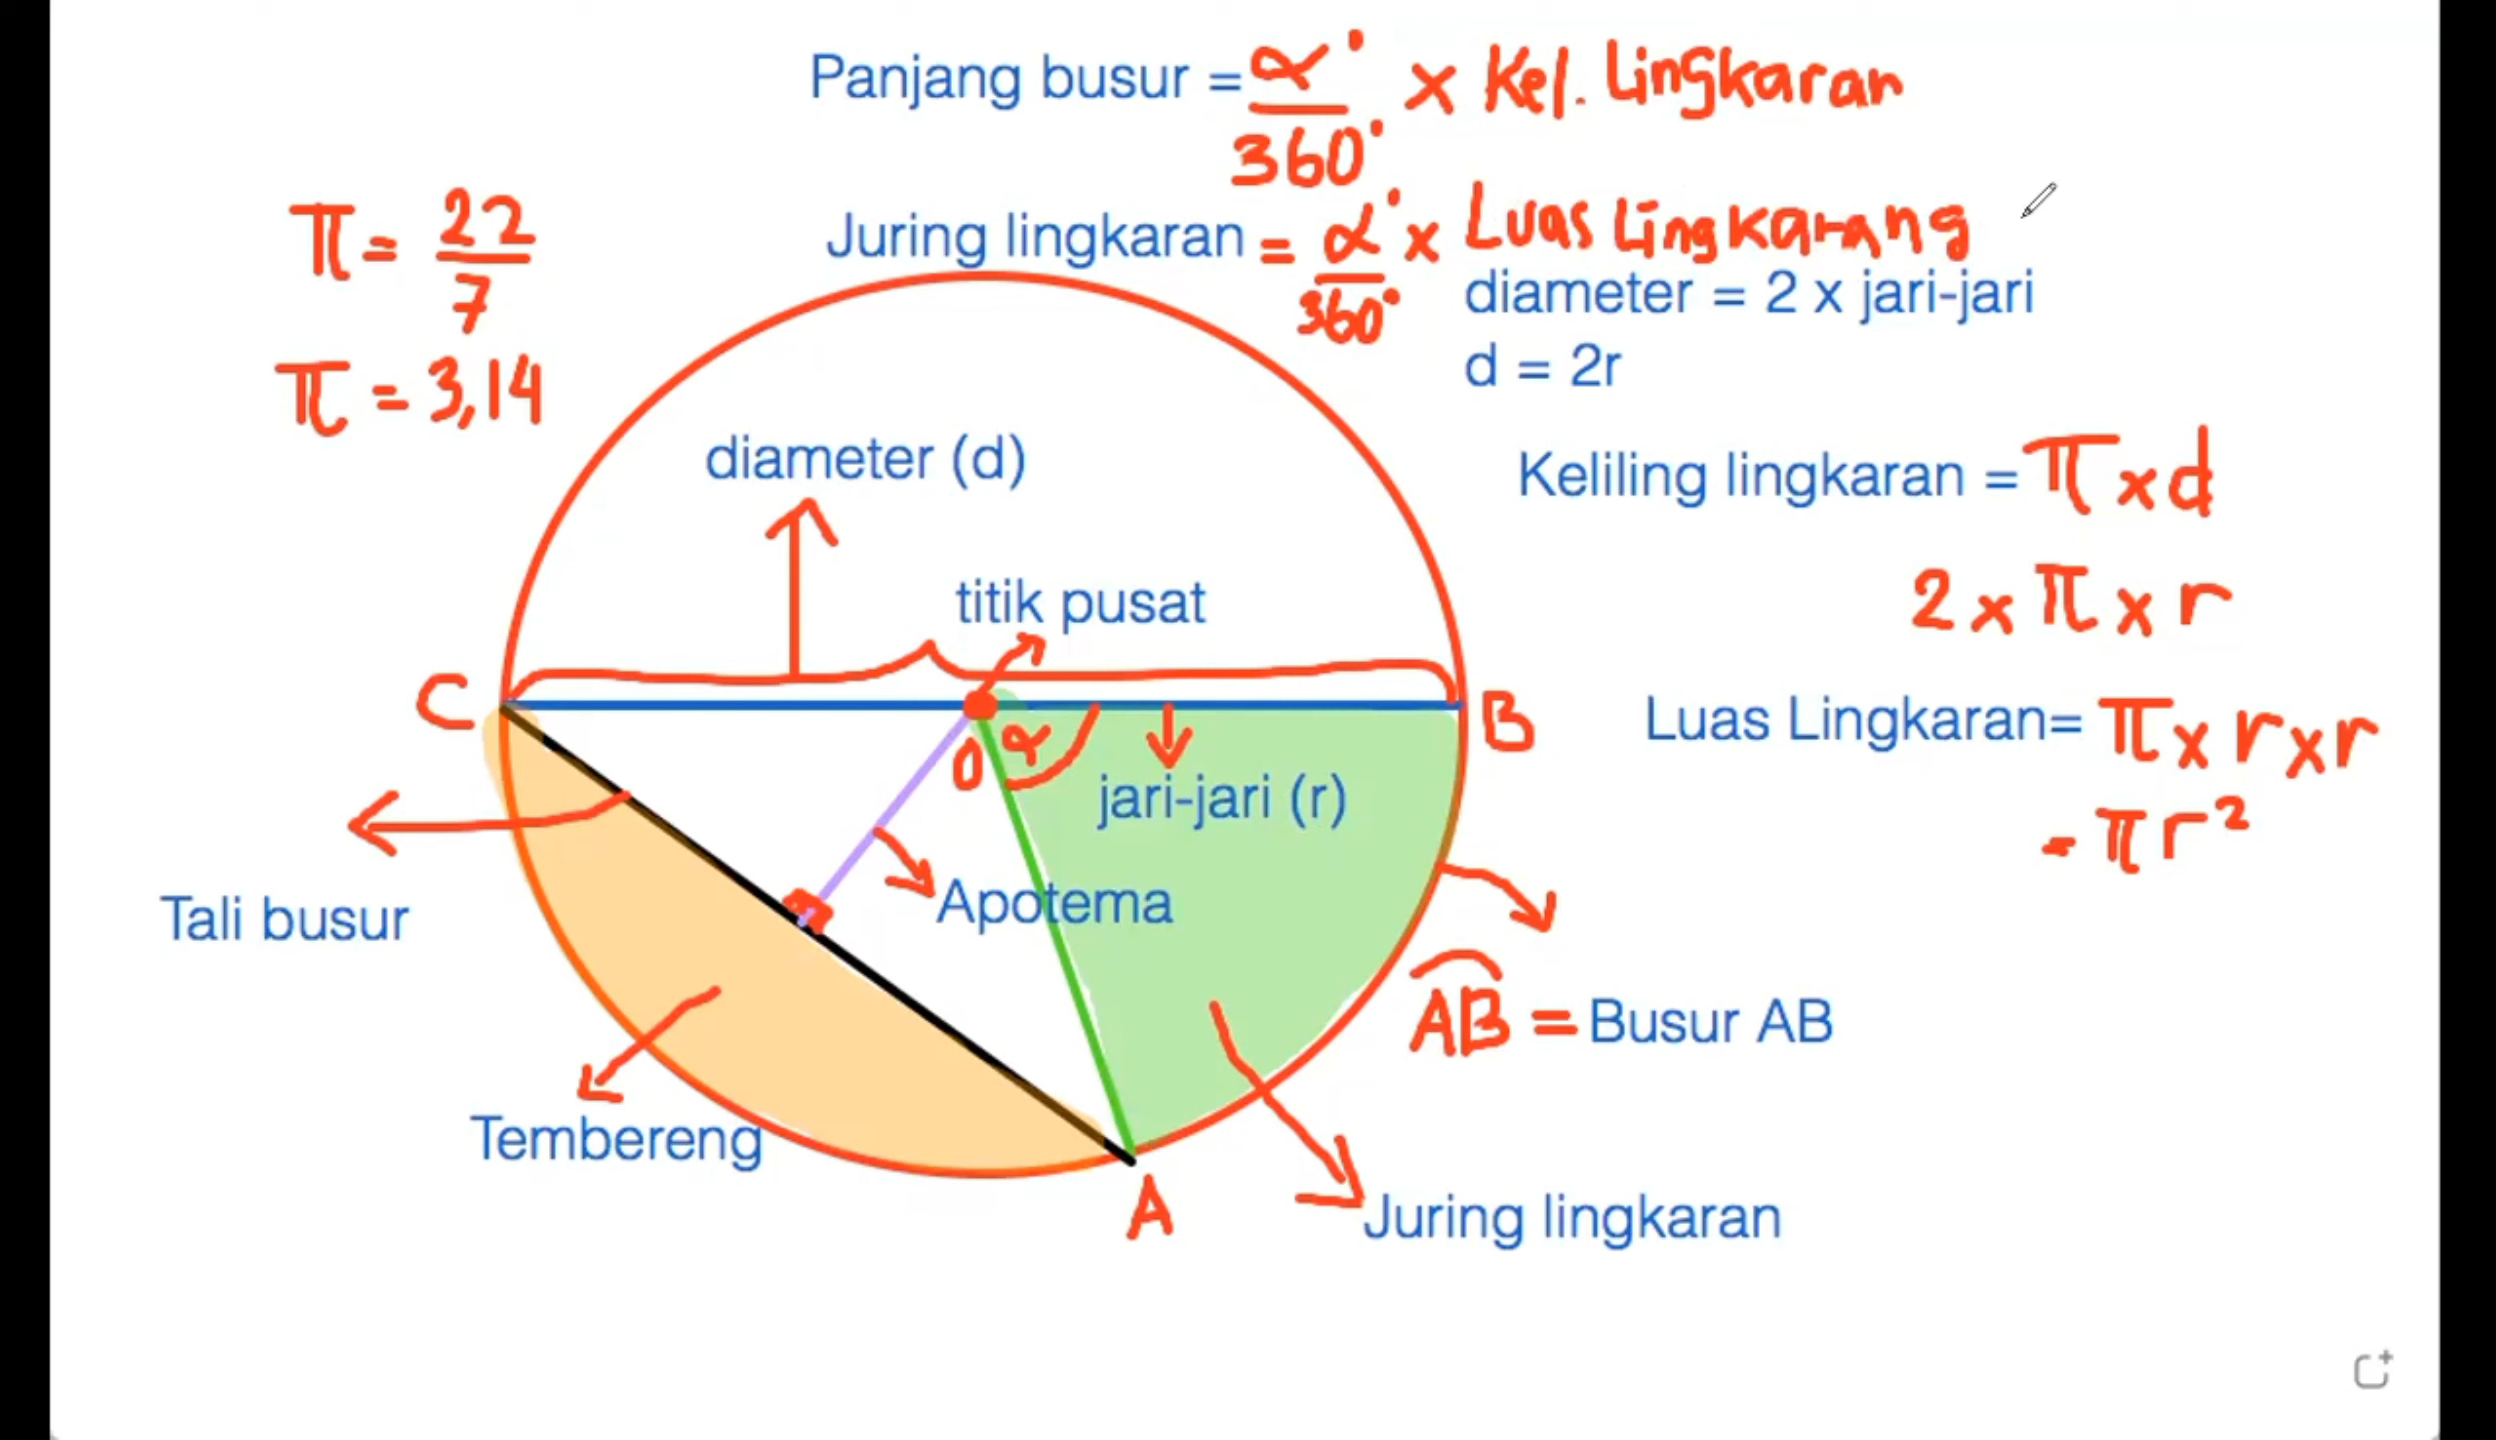 Panjang busur = α° / 360° x Kel. Lingkaran
Juring lingkaran = α° / 360° x Luas Lingkarang
π = 22/7
π = 3,14
diameter = 2 x jari-jari
d = 2r
diameter (d)
Keliling lingkaran = π x d
2 x π x r
titik pusat
C
B
O
α
jari-jari (r)
Luas Lingkaran= π x r x r
= π r²
Apotema
Tali busur
AB = Busur AB
Tembereng
A
Juring lingkaran